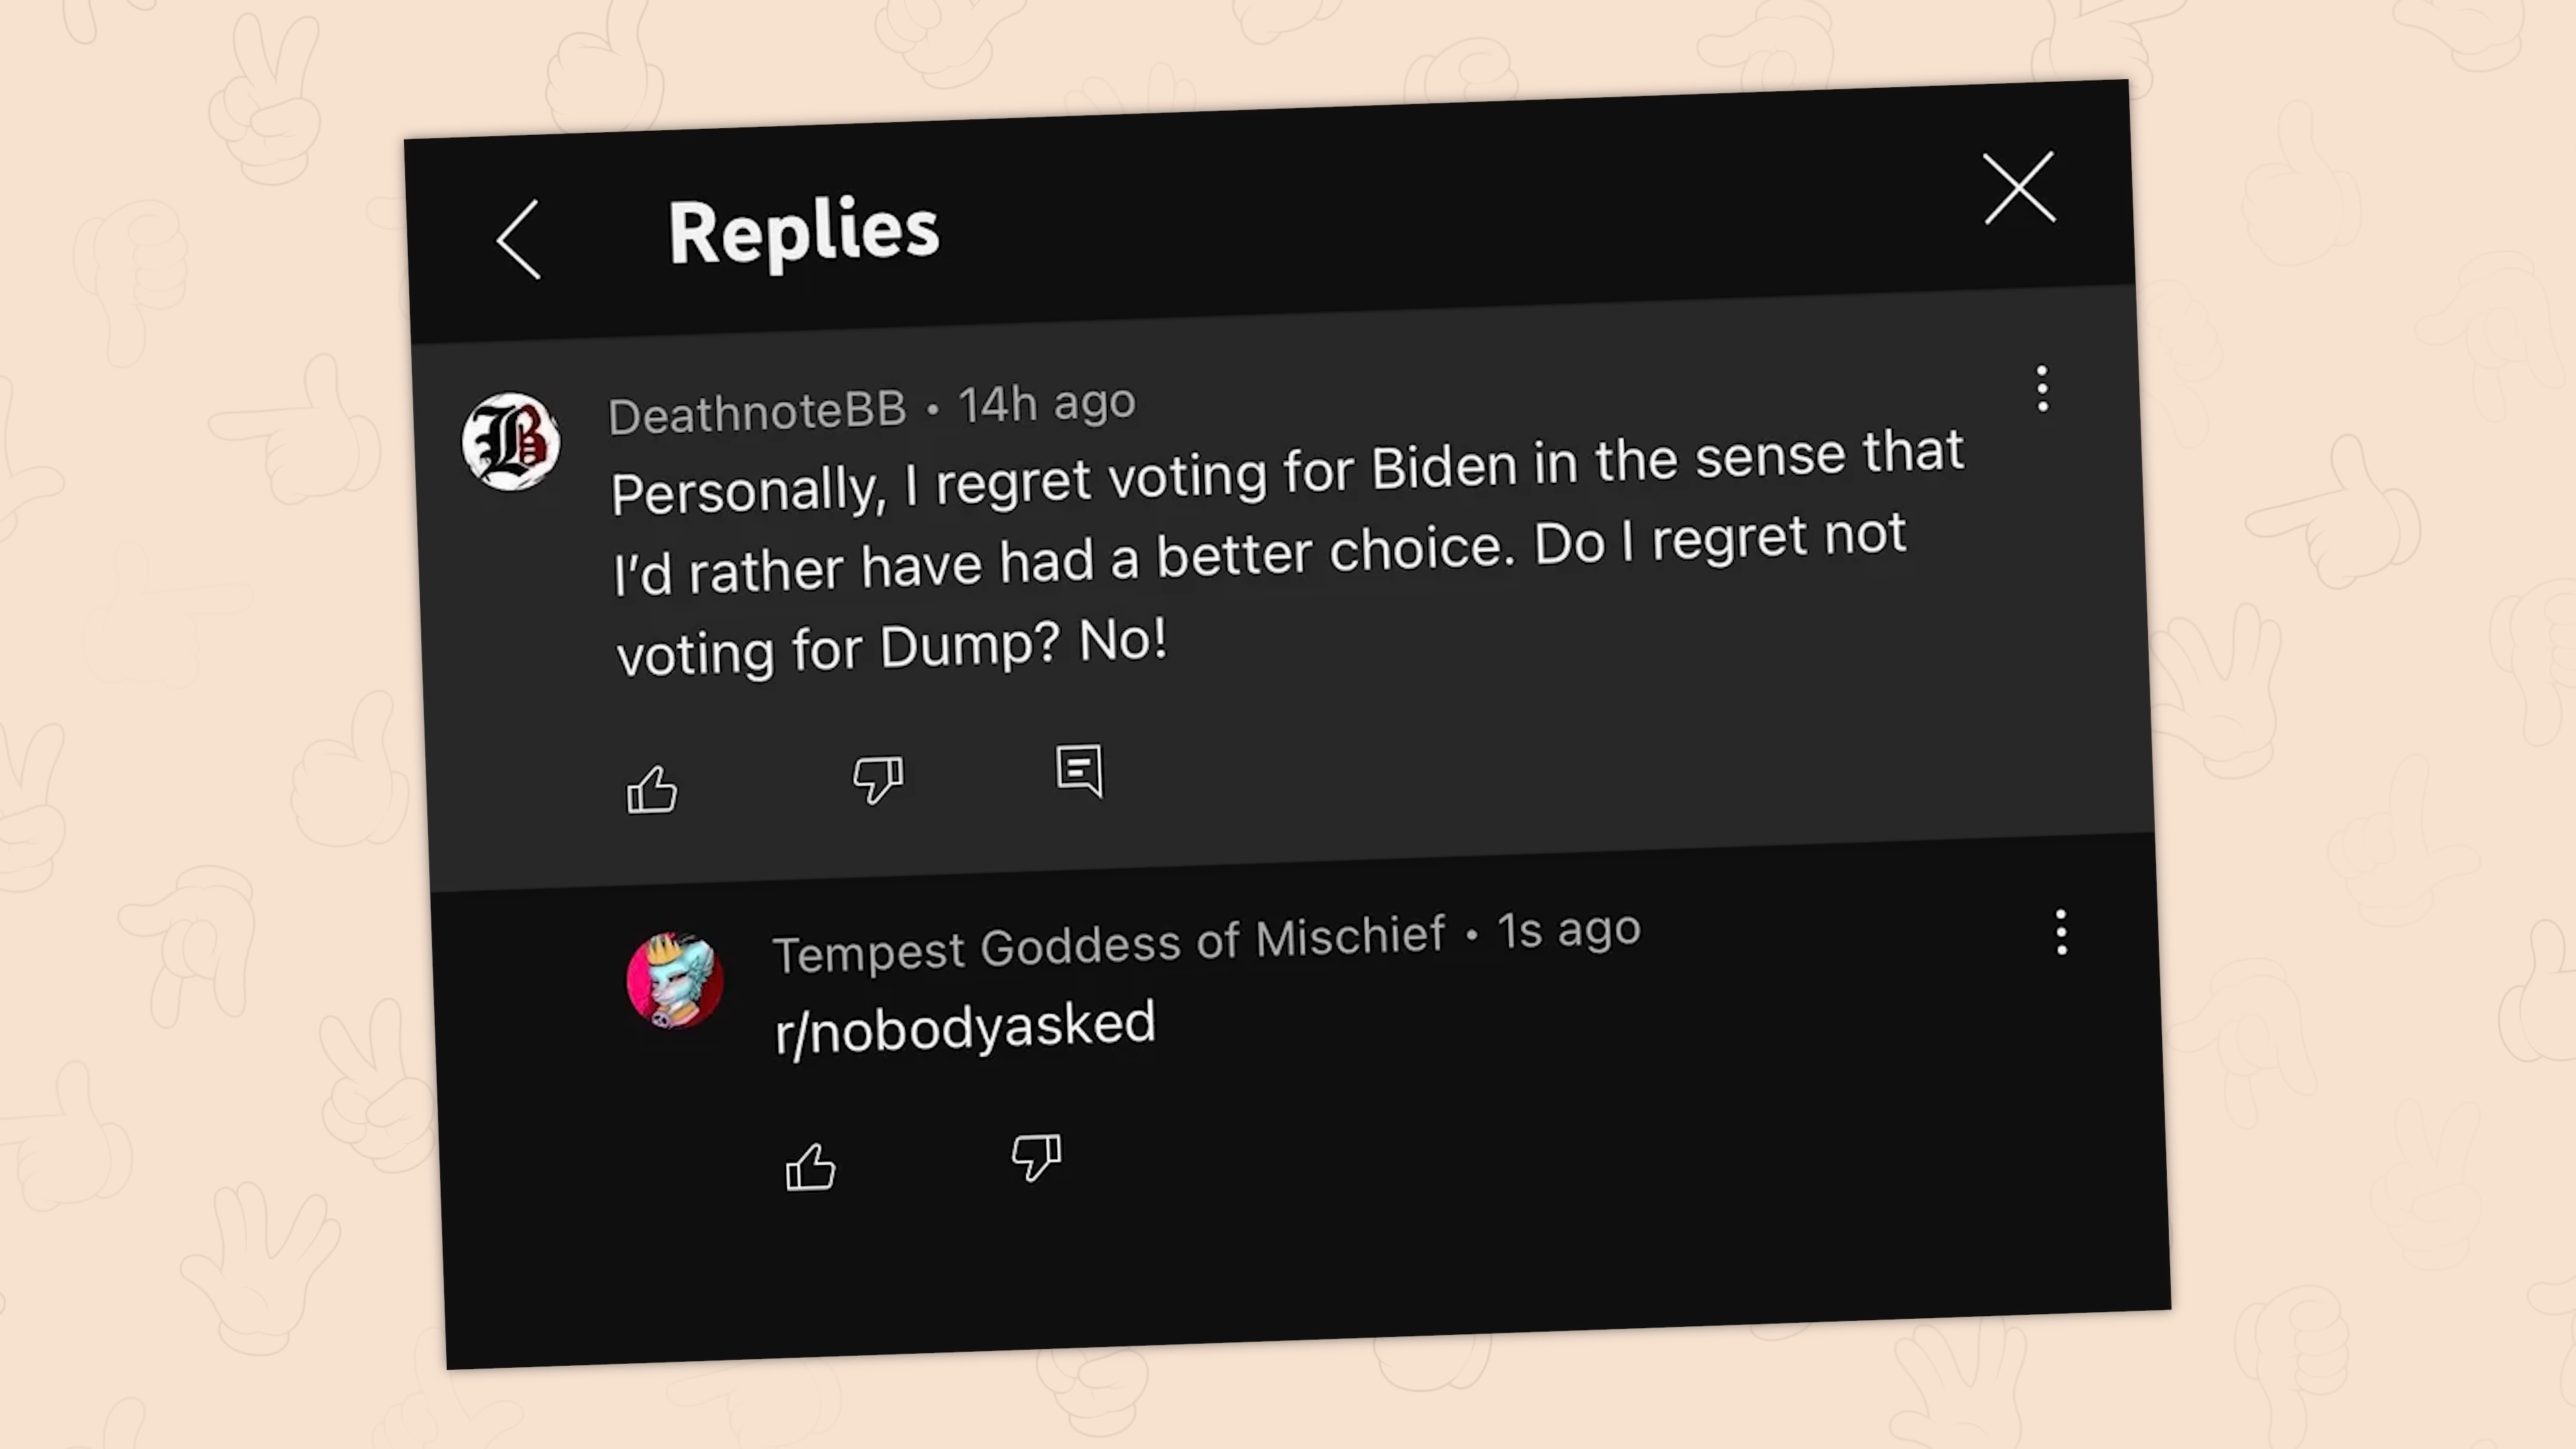 Replies
DeathnoteBB • 14h ago
Personally, I regret voting for Biden in the sense that
I’d rather have had a better choice. Do I regret not
voting for Dump? No!
Tempest Goddess of Mischief • 1s ago
r/nobodyasked